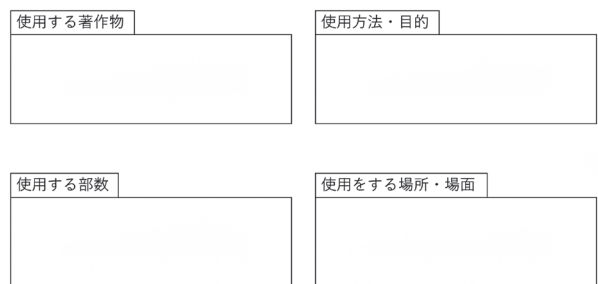 使用する著作物
使用方法・目的
使用する部数
使用をする場所・場面